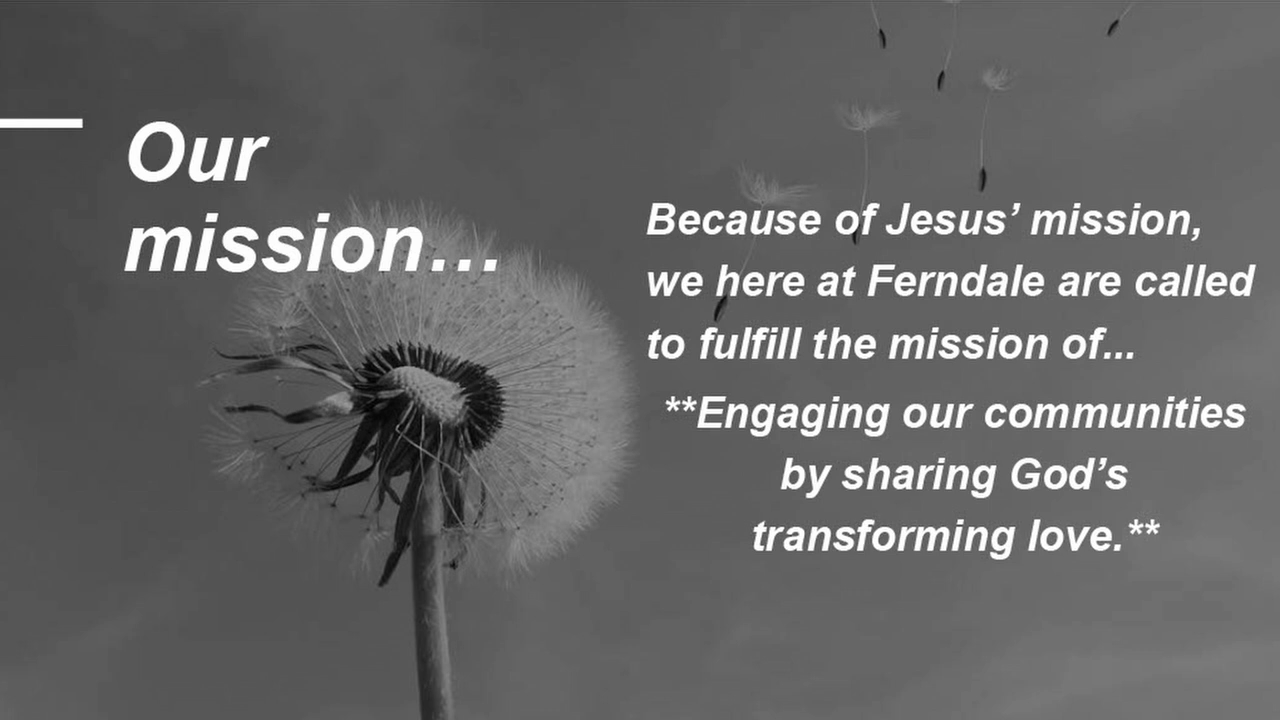 Our
mission…
Because of Jesus’ mission,
we here at Ferndale are called
to fulfill the mission of...
**Engaging our communities
by sharing God’s
transforming love.**